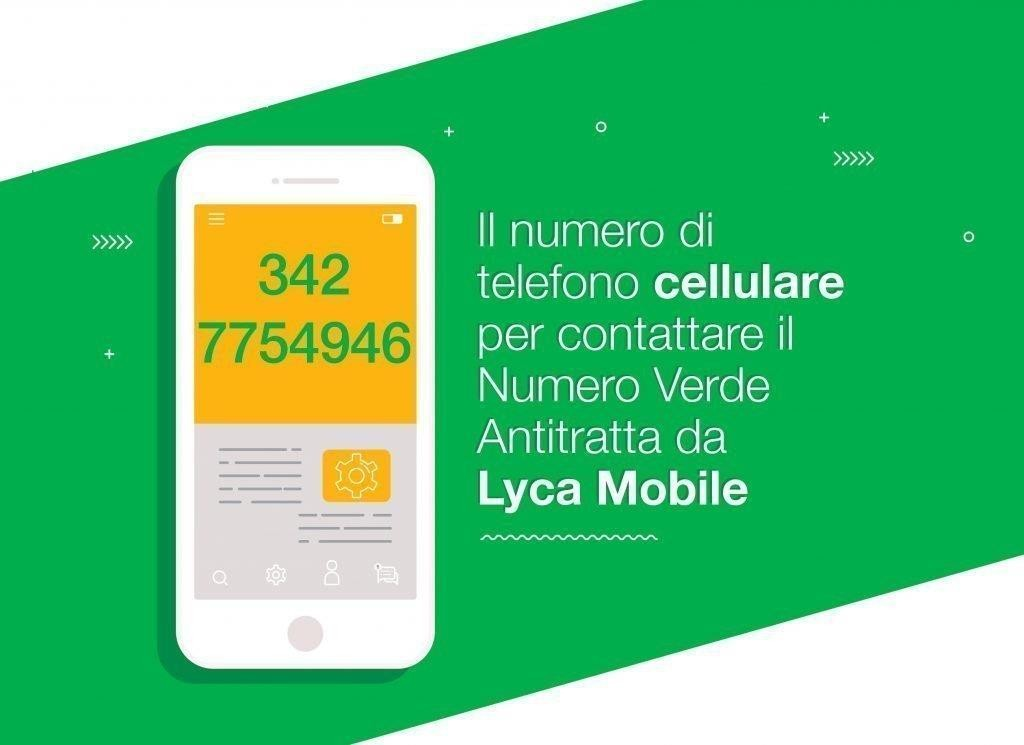 342
7754946
Il numero di
telefono cellulare
per contattare il
Numero Verde
Antitratta da
Lyca Mobile